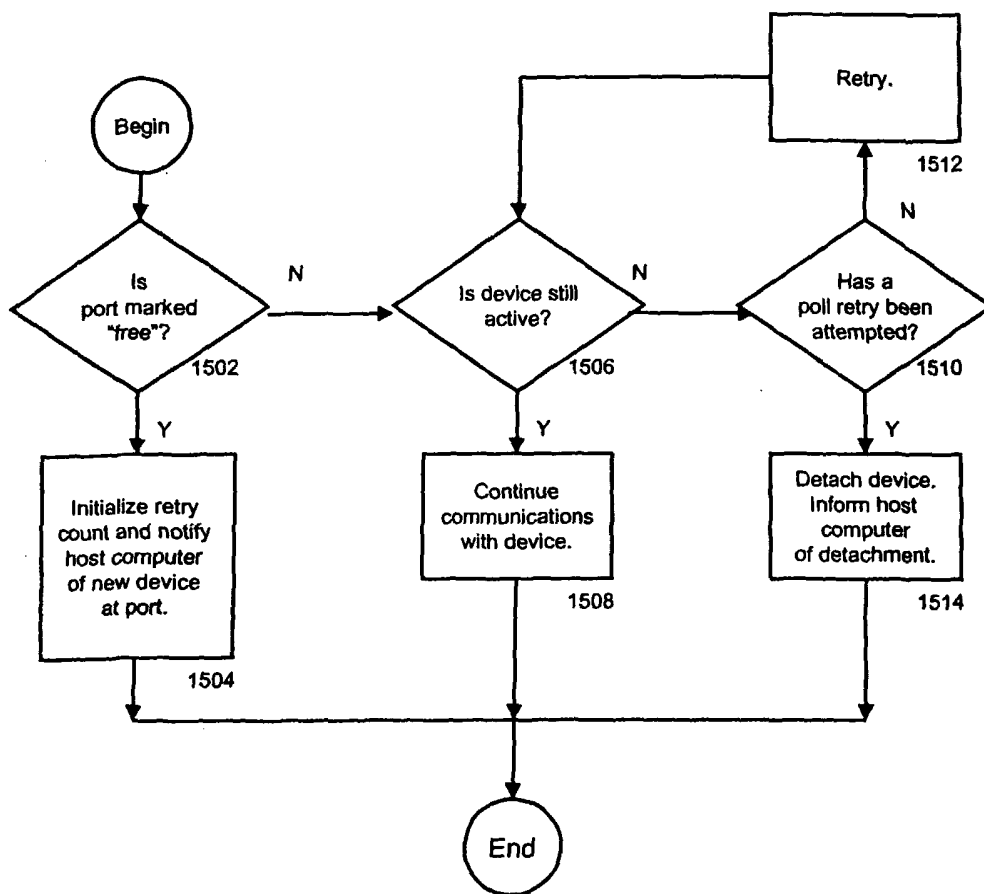 Begin
Retry.
1512
Is
port marked
"free"?
1502
N
Y
Is device still
active?
1506
N
Y
Has a
poll retry been
attempted?
1510
N
Y
Initialize retry
count and notify
host computer
of new device
at port.
1504
Continue
communications
with device.
1508
Detach device.
Inform host
computer
of detachment.
1514
End